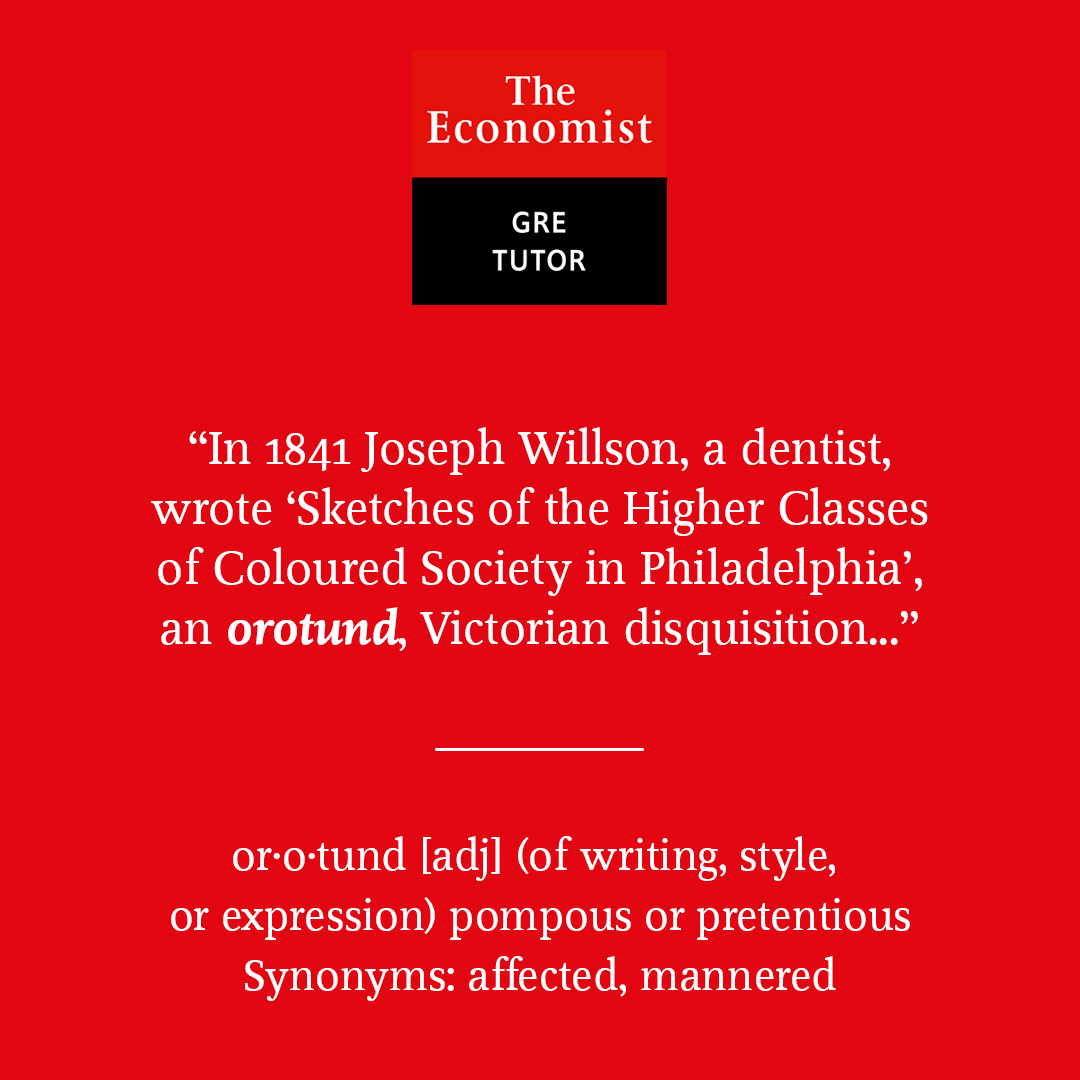 The
Economist
GRE
TUTOR
“In 1841 Joseph Willson, a dentist,
wrote ‘Sketches of the Higher Classes
of Coloured Society in Philadelphia’,
an orotund, Victorian disquisition...”
or·o·tund [adj] (of writing, style,
or expression) pompous or pretentious
Synonyms: affected, mannered